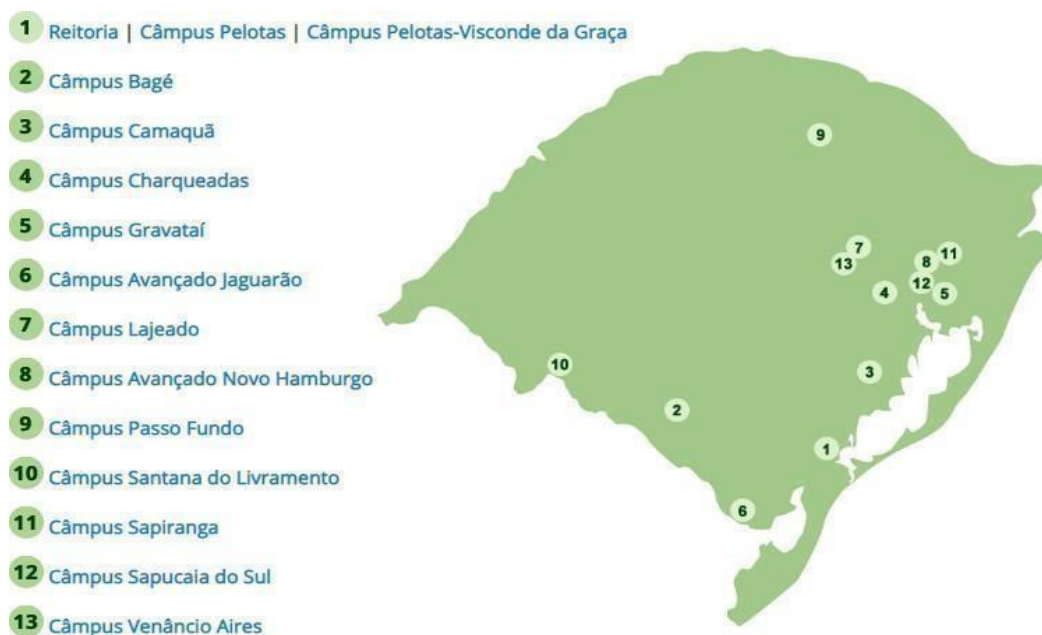 1 Reitoria | Câmpus Pelotas | Câmpus Pelotas-Visconde da Graça
2 Câmpus Bagé
3 Câmpus Camaquã
4 Câmpus Charqueadas
5 Câmpus Gravataí
6 Câmpus Avançado Jaguarão
7 Câmpus Lajeado
8 Câmpus Avançado Novo Hamburgo
9 Câmpus Passo Fundo
10 Câmpus Santana do Livramento
11 Câmpus Sapiranga
12 Câmpus Sapucaia do Sul
13 Câmpus Venâncio Aires
9
7
11
13
8
12
4
5
10
3
2
1
6